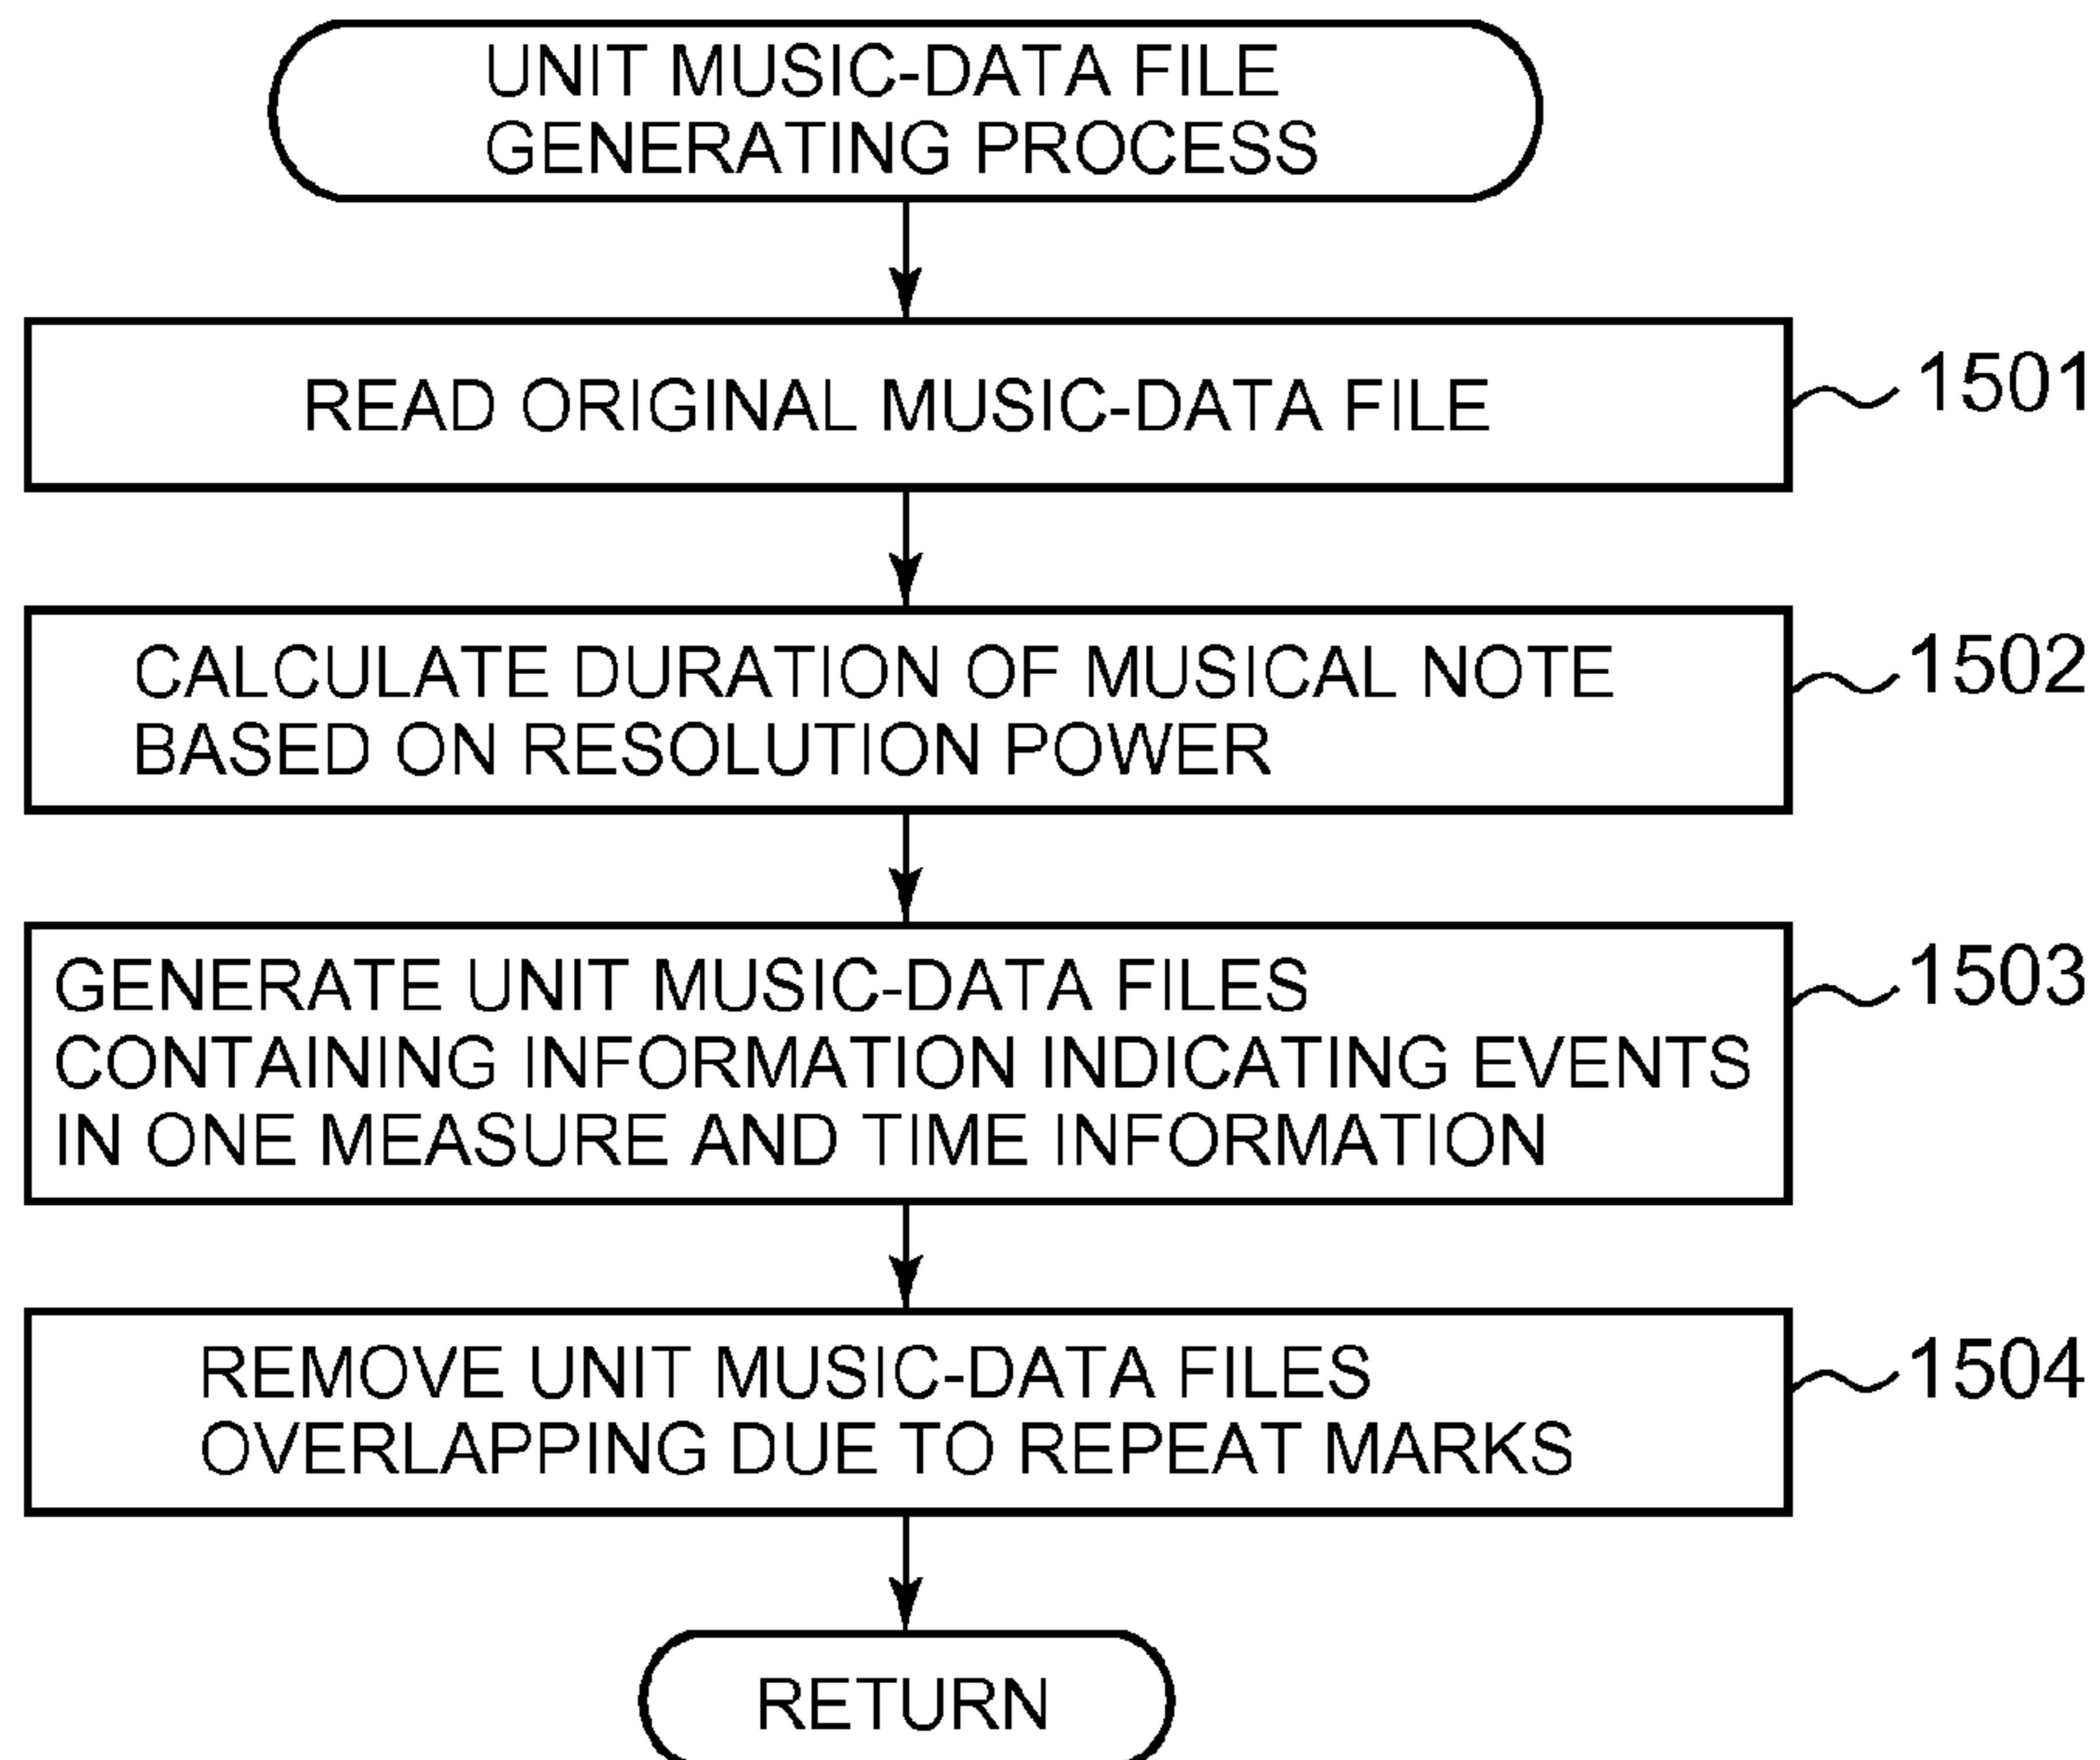 UNIT MUSIC-DATA FILE
GENERATING PROCESS
READ ORIGINAL MUSIC-DATA FILE
1501
CALCULATE DURATION OF MUSICAL NOTE
BASED ON RESOLUTION POWER
1502
GENERATE UNIT MUSIC-DATA FILES
CONTAINING INFORMATION INDICATING EVENTS
IN ONE MEASURE AND TIME INFORMATION
1503
REMOVE UNIT MUSIC-DATA FILES
OVERLAPPING DUE TO REPEAT MARKS
1504
RETURN